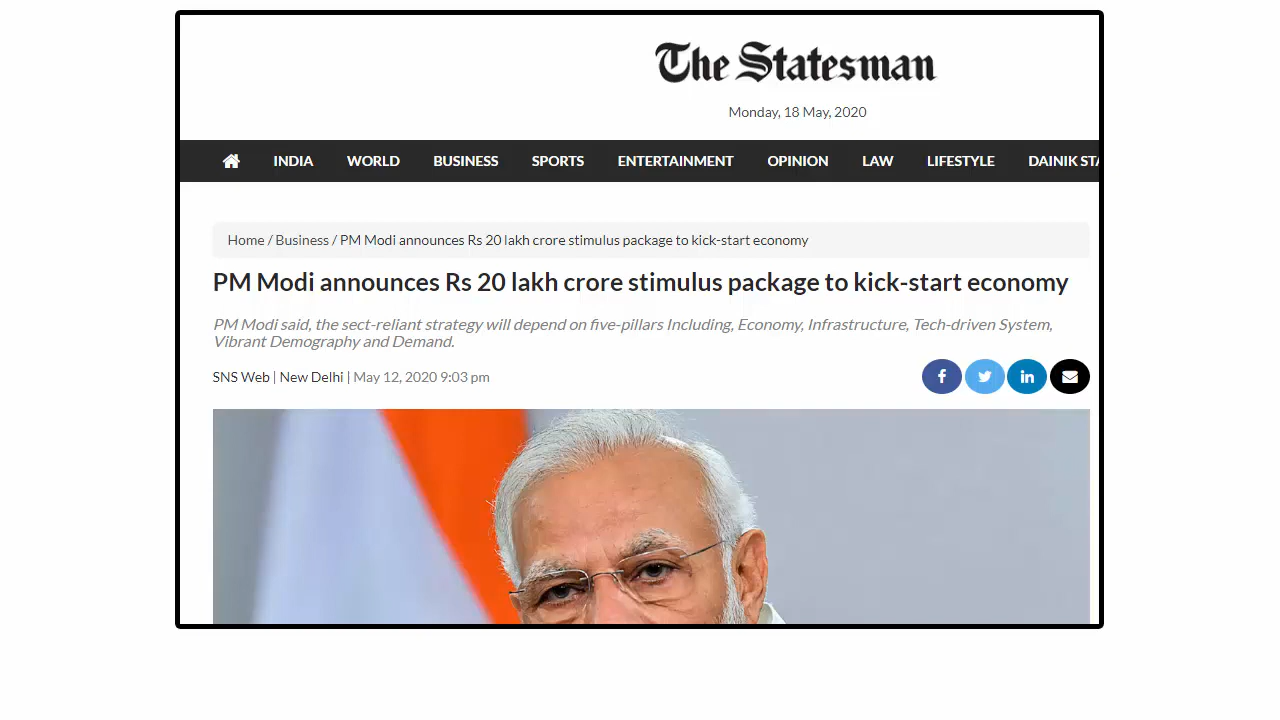 The Statesman
Monday, 18 May, 2020
INDIA WORLD BUSINESS SPORTS ENTERTAINMENT OPINION LAW LIFESTYLE DAINIK STA
Home / Business / PM Modi announces Rs 20 lakh crore stimulus package to kick-start economy
PM Modi announces Rs 20 lakh crore stimulus package to kick-start economy
PM Modi said, the sect-reliant strategy will depend on five-pillars Including, Economy, Infrastructure, Tech-driven System,
Vibrant Demography and Demand.
SNS Web | New Delhi | May 12, 2020 9:03 pm